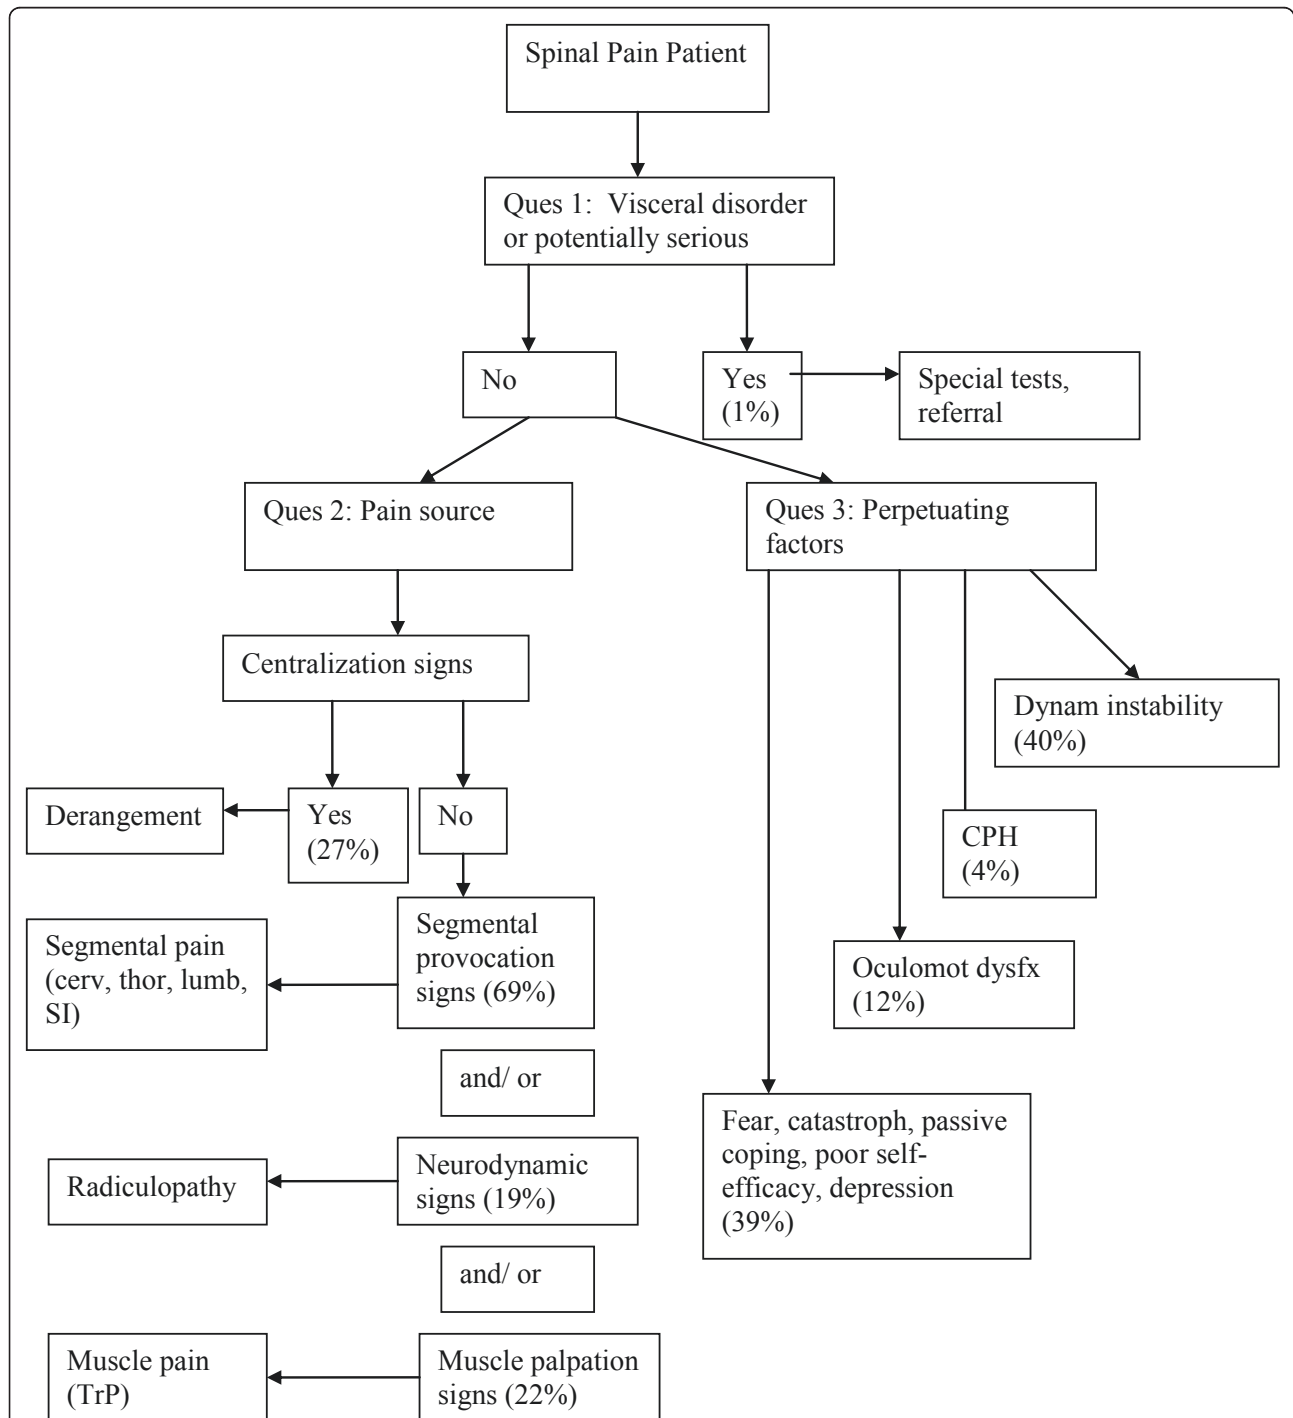 Spinal Pain Patient
Ques 1: Visceral disorder
or potentially serious
No
Yes
(1%)
Special tests,
referral
Ques 2: Pain source
Ques 3: Perpetuating
factors
Centralization signs
Dynam instability
(40%)
Derangement
Yes
(27%)
No
CPH
(4%)
Segmental pain
(cerv, thor, lumb,
SI)
Segmental
provocation
signs (69%)
Oculomot dysfx
(12%)
and/ or
Fear, catastroph, passive
coping, poor self-
efficacy, depression
(39%)
Radiculopathy
Neurodynamic
signs (19%)
and/ or
Muscle pain
(TrP)
Muscle palpation
signs (22%)